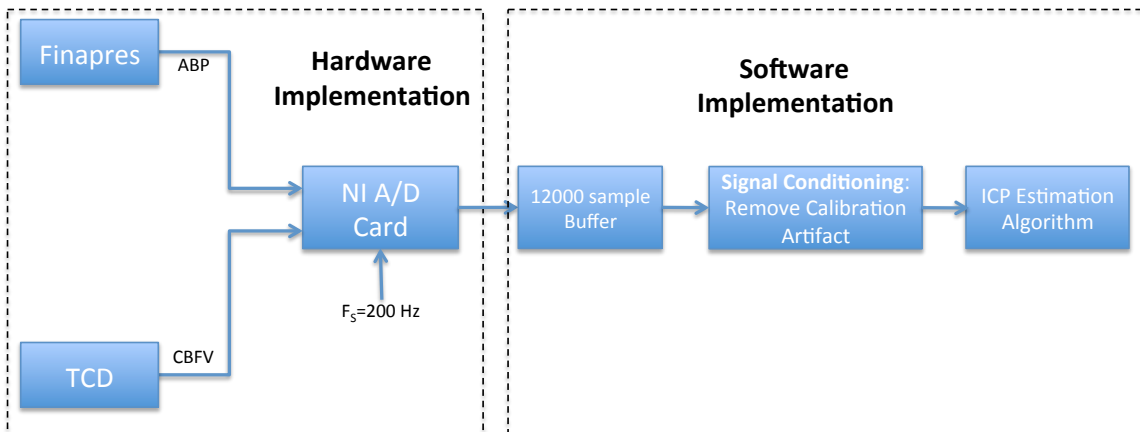 Finapres
ABP
Hardware
Implementation
NI A/D
Card
F_S=200 Hz
TCD
CBFV
Software
Implementation
12000 sample
Buffer
Signal Conditioning:
Remove Calibration
Artifact
ICP Estimation
Algorithm